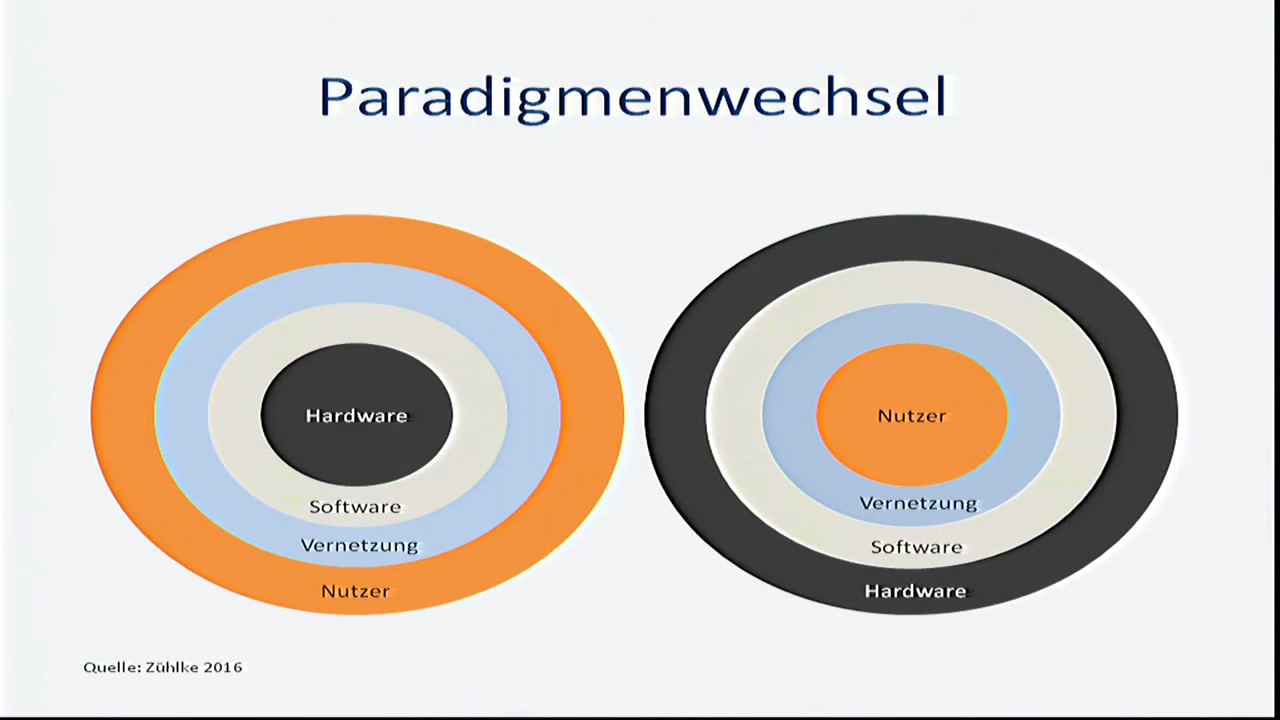 Paradigmenwechsel
Hardware
Software
Vernetzung
Nutzer
Nutzer
Vernetzung
Software
Hardware
Quelle: Zühlke 2016